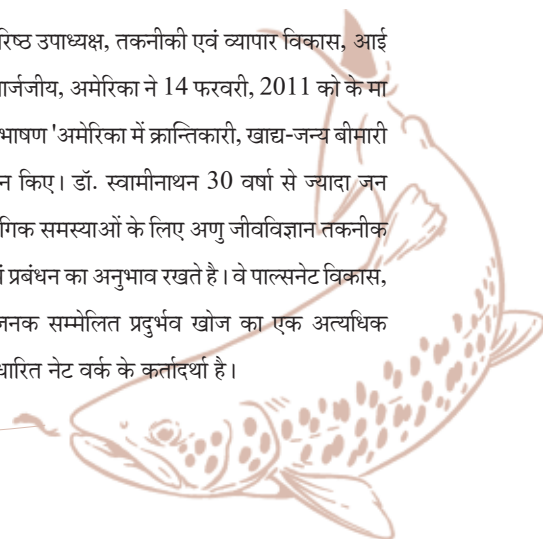 रिष्ठ उपाध्यक्ष, तकनीकी एवं व्यापार विकास, आई
ार्जजीय, अमेरिका ने 14 फरवरी, 2011 को के मा
भाषण 'अमेरिका में क्रान्तिकारी, खाद्य-जन्य बीमारी
न किए। डॉ. स्वामीनाथन 30 वर्षा से ज्यादा जन
गिक समस्याओं के लिए अणु जीवविज्ञान तकनीक
ं प्रबंधन का अनुभाव रखते है। वे पाल्सनेट विकास,
जनक सम्मेलित प्रदुर्भव खोज का एक अत्यधिक
धारित नेट वर्क के कर्तादर्था है।